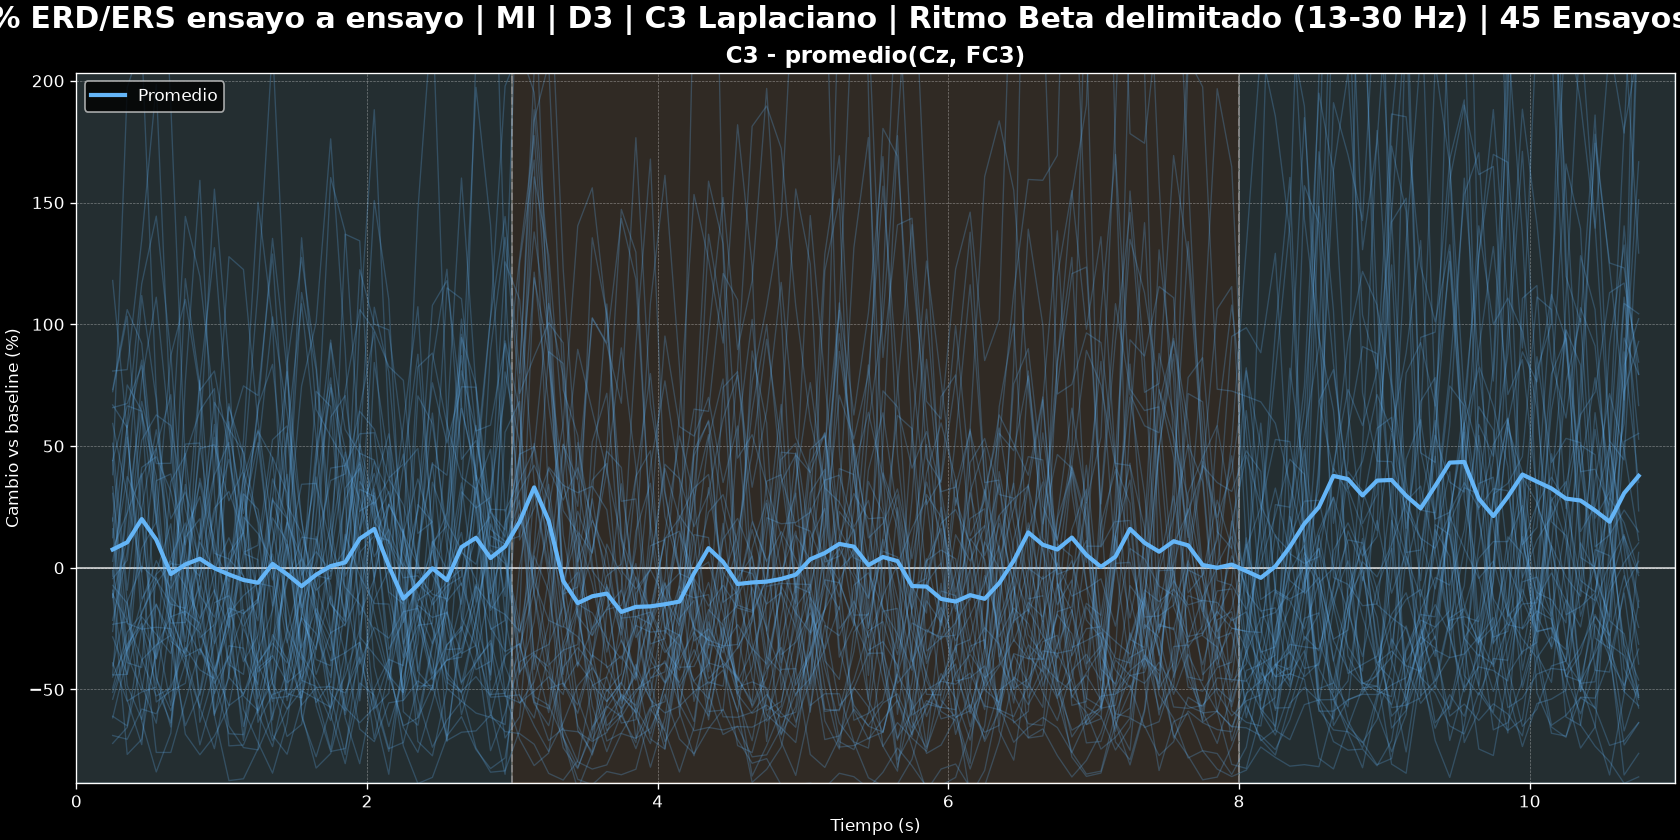 % ERD/ERS ensayo a ensayo | MI | D3 | C3 Laplaciano | Ritmo Beta delimitado (13-30 Hz) | 45 Ensayos
C3 - promedio(Cz, FC3)
Promedio
200
150
100
50
0
−50
Cambio vs baseline (%)
0 2 4 6 8 10
Tiempo (s)